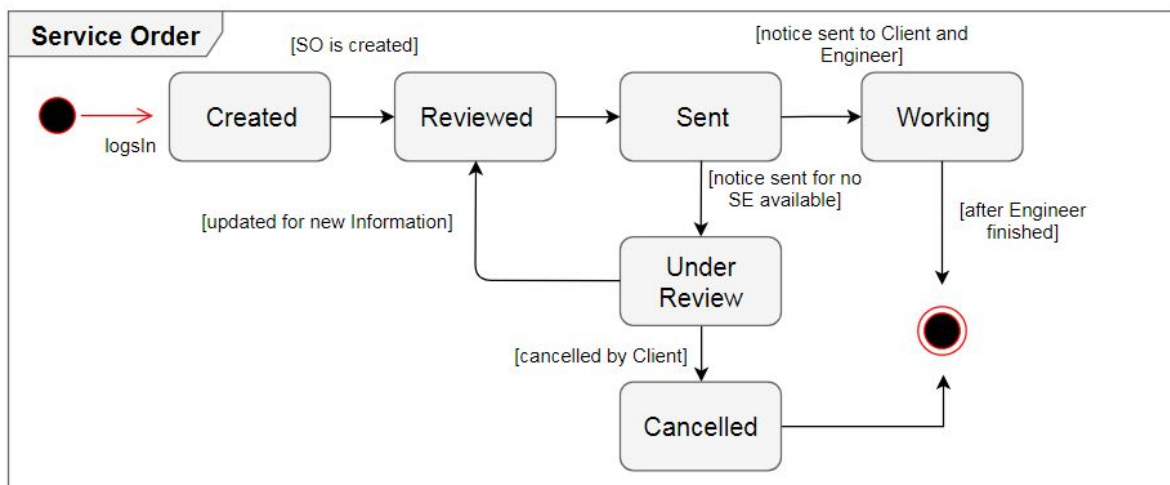 Service Order
[SO is created]
[notice sent to Client and
Engineer]
Created
Reviewed
Sent
Working
logsIn
[notice sent for no
SE available]
[updated for new Information]
[after Engineer
finished]
Under
Review
[cancelled by Client]
Cancelled